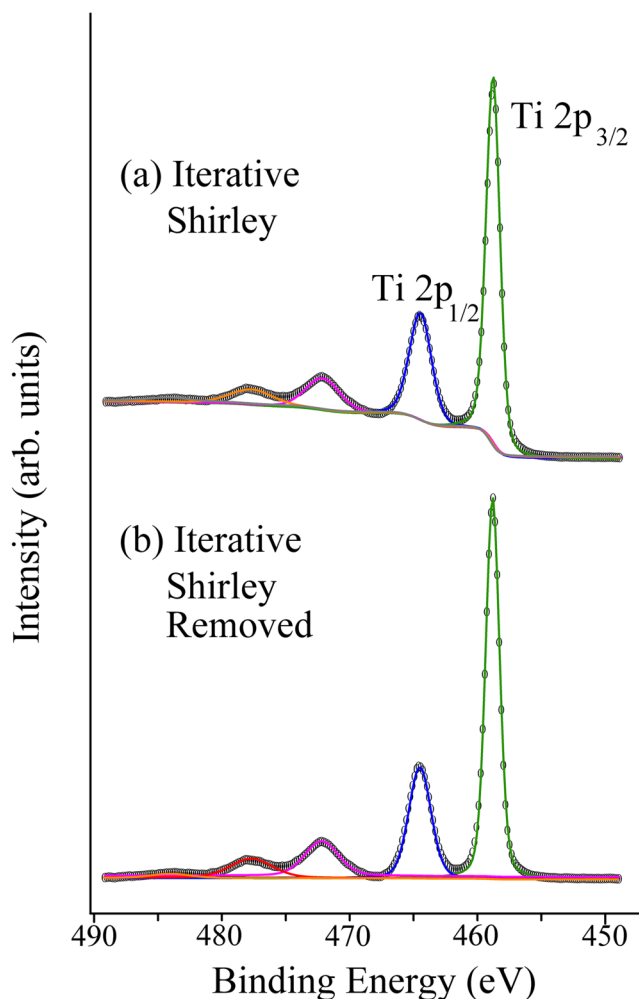 Ti 2p3/2
(a) Iterative
Shirley
Ti 2p1/2
Intensity (arb. units)
(b) Iterative
Shirley
Removed
490 480 470 460 450
Binding Energy (eV)